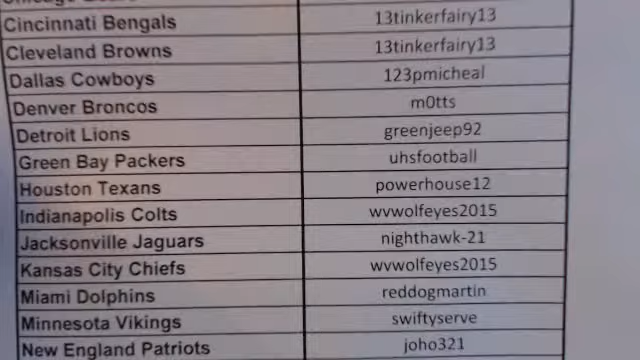 Cincinnati Bengals 13tinkerfairy13
Cleveland Browns 13tinkerfairy13
Dallas Cowboys 123pmicheal
Denver Broncos m0tts
Detroit Lions greenjeep92
Green Bay Packers uhsfootball
Houston Texans powerhouse12
Indianapolis Colts wvwolfeyes2015
Jacksonville Jaguars nighthawk-21
Kansas City Chiefs wvwolfeyes2015
Miami Dolphins reddogmartin
Minnesota Vikings swiftyserve
New England Patriots joho321